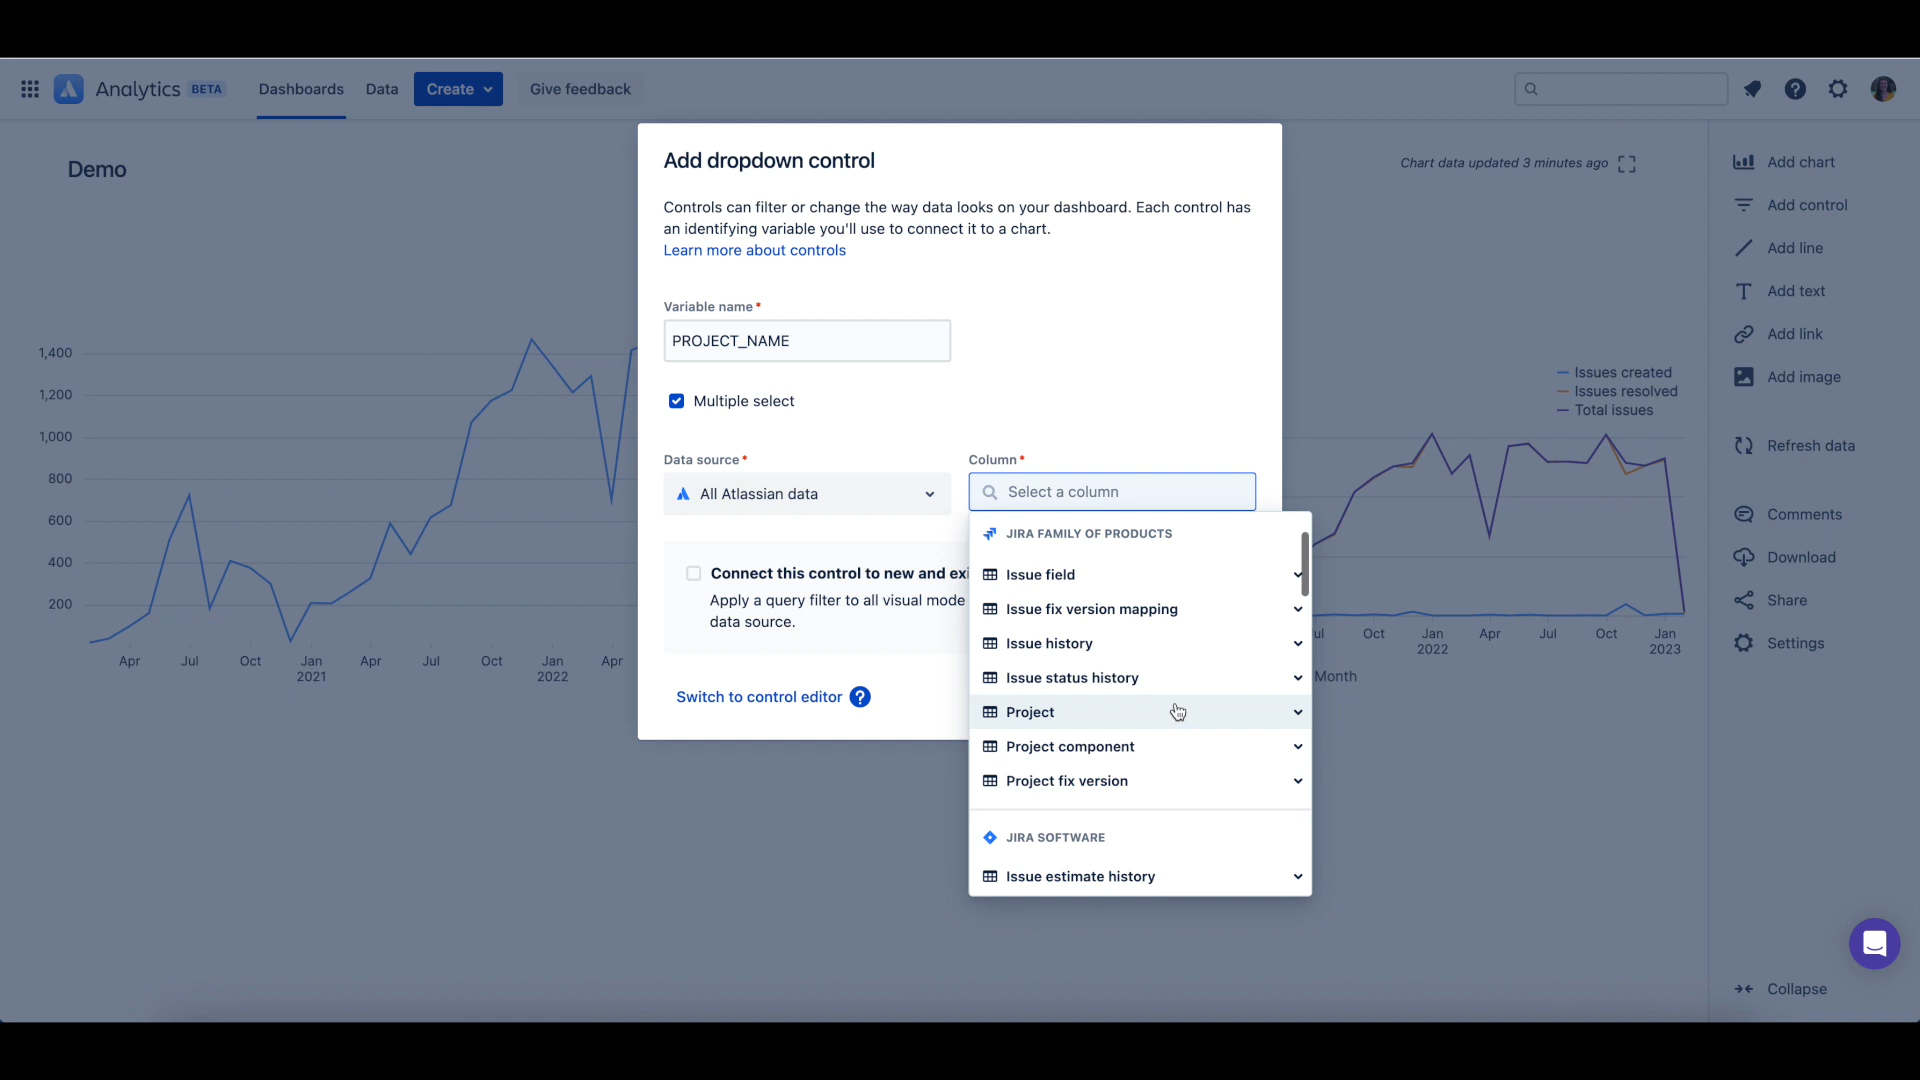 Analytics BETA
Dashboards
Data
Create
Give feedback
Demo
Chart data updated 3 minutes ago
Add dropdown control
Controls can filter or change the way data looks on your dashboard. Each control has
an identifying variable you'll use to connect it to a chart.
Learn more about controls
Variable name*
PROJECT_NAME
Multiple select
Data source*
All Atlassian data
Column*
Select a column
Connect this control to new and exi
Apply a query filter to all visual mode
data source.
Switch to control editor
JIRA FAMILY OF PRODUCTS
Issue field
Issue fix version mapping
Issue history
Issue status history
Project
Project component
Project fix version
JIRA SOFTWARE
Issue estimate history
1,400
1,200
1,000
800
600
400
200
Apr
Jul
Oct
Jan
2021
Apr
Jul
Oct
Jan
2022
Apr
Issues created
Issues resolved
Total issues
ul
Oct
Jan
2022
Apr
Jul
Oct
Jan
2023
Month
Add chart
Add control
Add line
Add text
Add link
Add image
Refresh data
Comments
Download
Share
Settings
Collapse